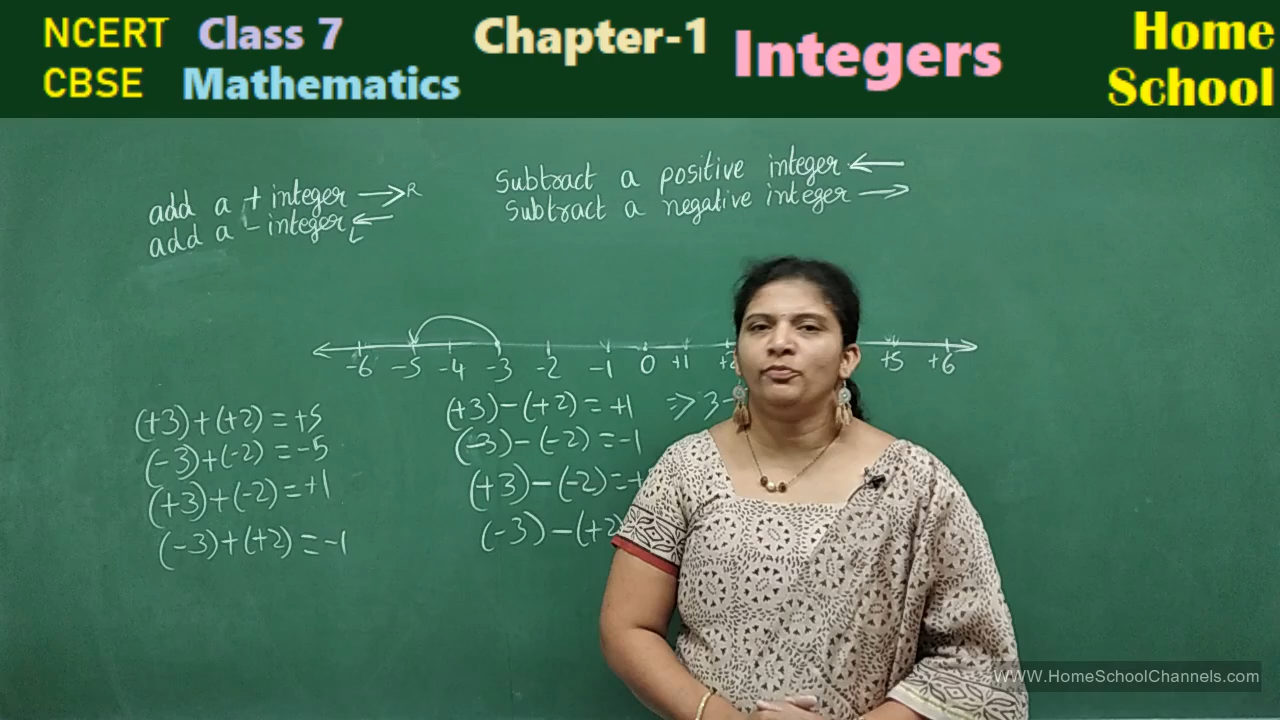 NCERT Class 7 Chapter-1 Integers Home
CBSE Mathematics School
add a + integer → R
add a - integer ← L
Subtract a positive integer ←
Subtract a negative integer →
-6 -5 -4 -3 -2 -1 0 +1 +5 +6
(+3)+(+2)=+5
(-3)+(-2)=-5
(+3)+(-2)=+1
(-3)+(+2)=-1
(+3)-(+2)=+1 ⇒ 3-
(-3)-(-2)=-1
(+3)-(-2)=+
(-3)-(+2)
WWW.HomeSchoolChannels.com